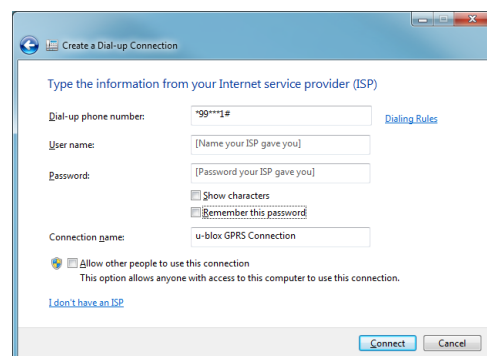 Create a Dial-up Connection
Type the information from your Internet service provider (ISP)
Dial-up phone number: *99***1# Dialing Rules
User name: [Name your ISP gave you]
Password: [Password your ISP gave you]
Show characters
Remember this password
Connection name: u-blox GPRS Connection
Allow other people to use this connection
This option allows anyone with access to this computer to use this connection.
I don't have an ISP
Connect Cancel